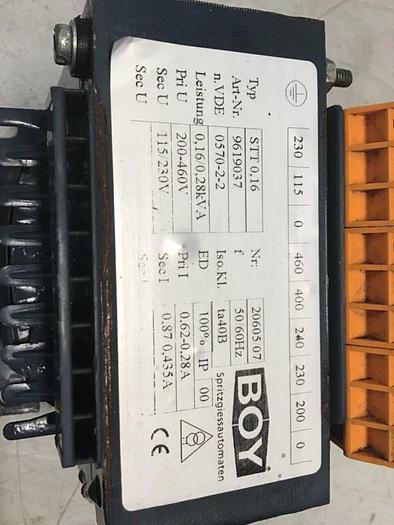 230 115 0 460 400 240 230 200 0
Typ STT 0,16 Nr: 20605 07
Art-Nr. 9619037 f 50/60Hz
n.VDE 0570-2-2 Iso.Kl. ta40B
Leistung 0,16/0,28kVA ED 100% IP 00
Pri U 200-460V Pri I 0,62-0,28A
Sec U 115/230V Sec I 0,87 0,435A
Sec U Sec I
BOY
Spritzgiessautomaten
CE